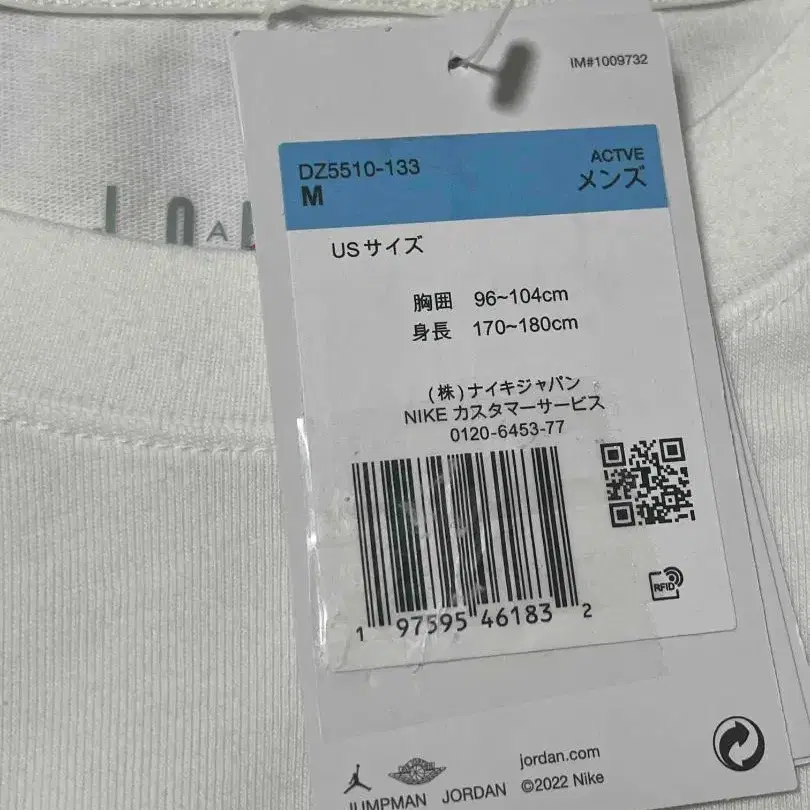 IM#1009732
DZ5510-133
ACTVE
M
メンズ
USサイズ
胸囲 96~104cm
身長 170~180cm
(株)ナイキジャパン
NIKE カスタマーサービス
0120-6453-77
RFID
1 97595 46183 2
jordan.com
JUMPMAN JORDAN ©2022 Nike